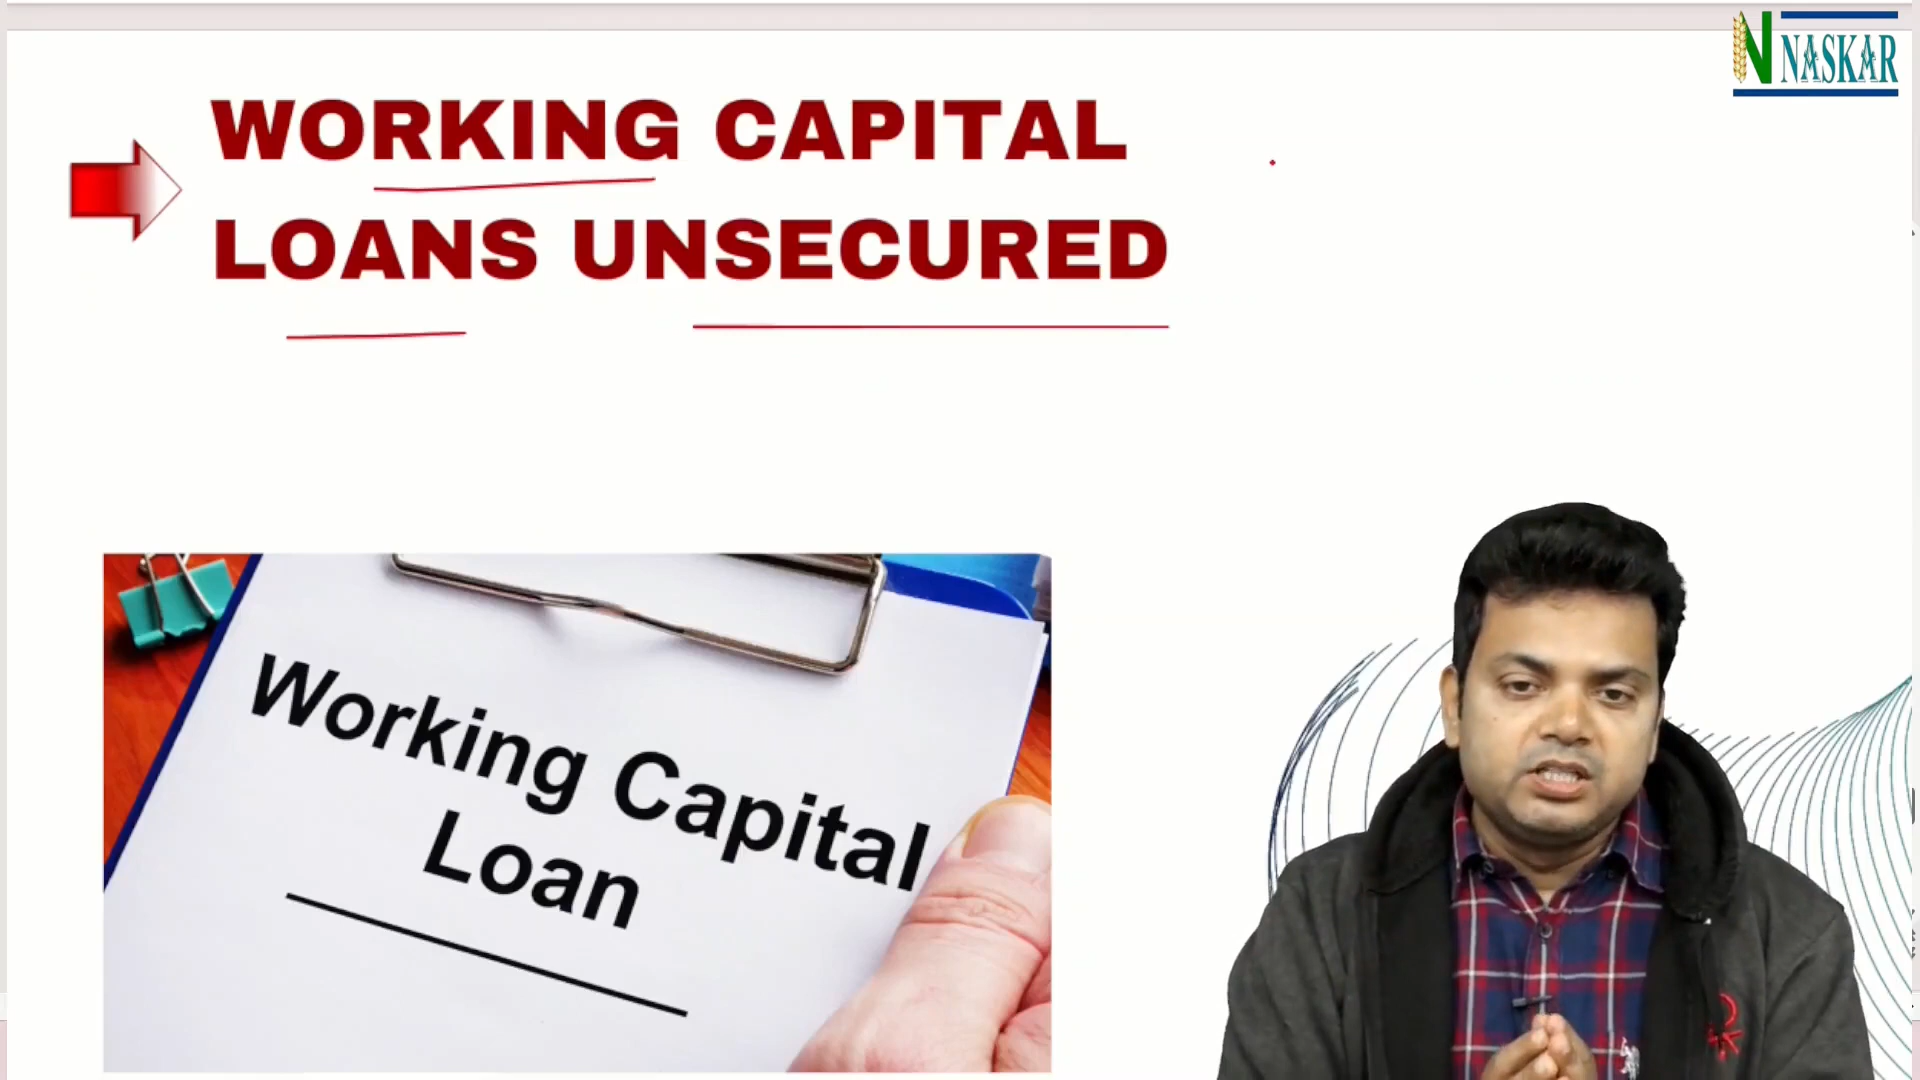 NASKAR
WORKING CAPITAL
LOANS UNSECURED
Working Capital
Loan